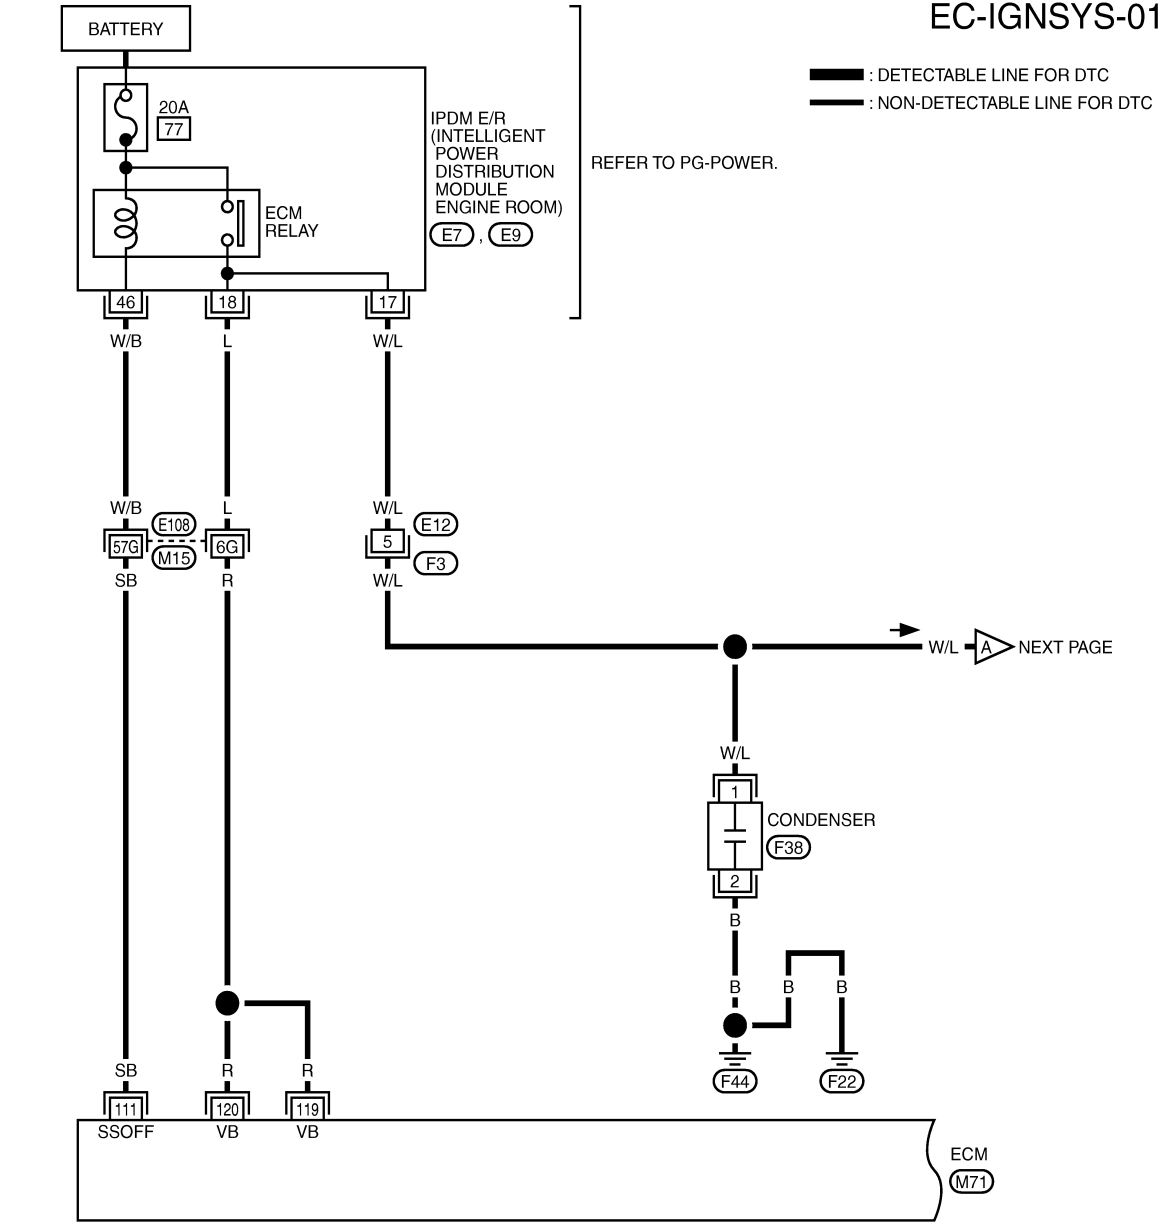 EC-IGNSYS-01
BATTERY
: DETECTABLE LINE FOR DTC
: NON-DETECTABLE LINE FOR DTC
20A
77
IPDM E/R
(INTELLIGENT
POWER
DISTRIBUTION
MODULE
ENGINE ROOM)
E7 , E9
REFER TO PG-POWER.
ECM
RELAY
46 18 17
W/B L W/L
W/B L W/L
E108 E12
57G 6G 5
M15 F3
SB R W/L
W/L A NEXT PAGE
W/L
1
CONDENSER
F38
2
B
B B B
SB R R
F44 F22
111 120 119
SSOFF VB VB
ECM
M71